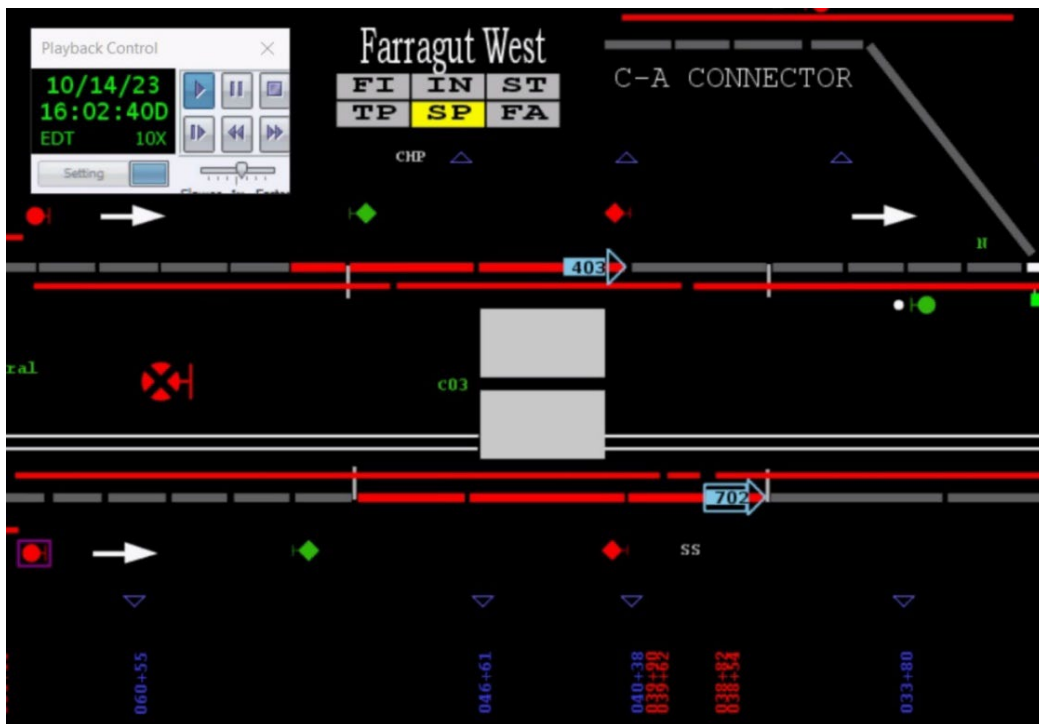 Playback Control
10/14/23
16:02:40D
EDT 10X
Setting
Farragut West
FI IN ST
TP SP FA
C-A CONNECTOR
CHP
N
403
ral
C03
702
SS
060+55
046+61
040+38
039+90
039+62
038+82
038+54
033+80